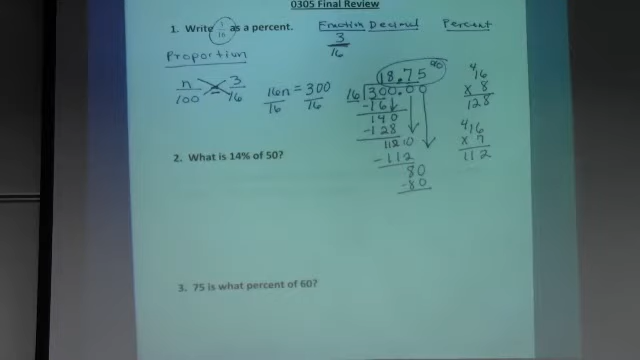 0305 Final Review
1. Write 3/16 as a percent.
Fraction Decimal Percent
3/16
Proportion
n/100 = 3/16
16n/16 = 300/16
18.75%
16 300.00
-16
140
-128
-112
80
-80
16
x 8
128
16
x 7
112
2. What is 14% of 50?
3. 75 is what percent of 60?